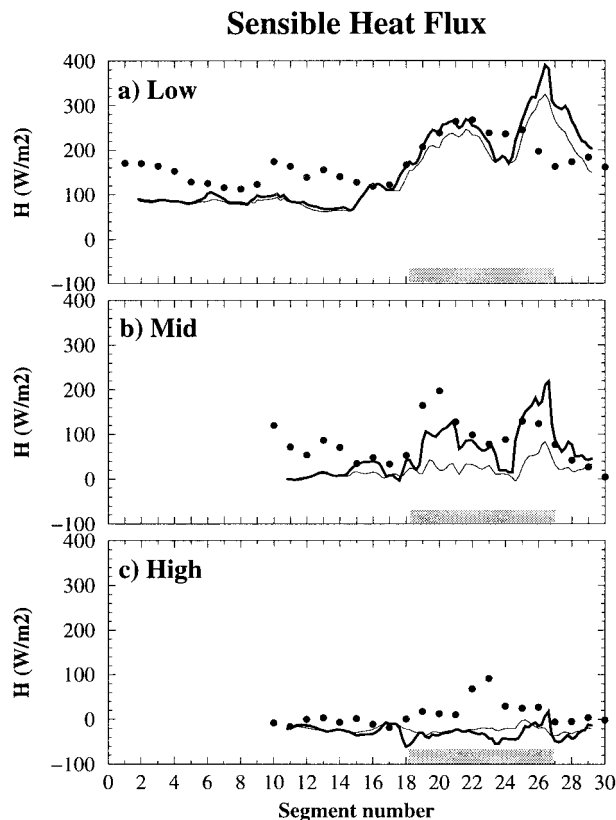 Sensible Heat Flux
a) Low
H (W/m2)
400
300
200
100
0
−100
b) Mid
H (W/m2)
400
300
200
100
0
−100
c) High
H (W/m2)
400
300
200
100
0
−100
0 2 4 6 8 10 12 14 16 18 20 22 24 26 28 30
Segment number